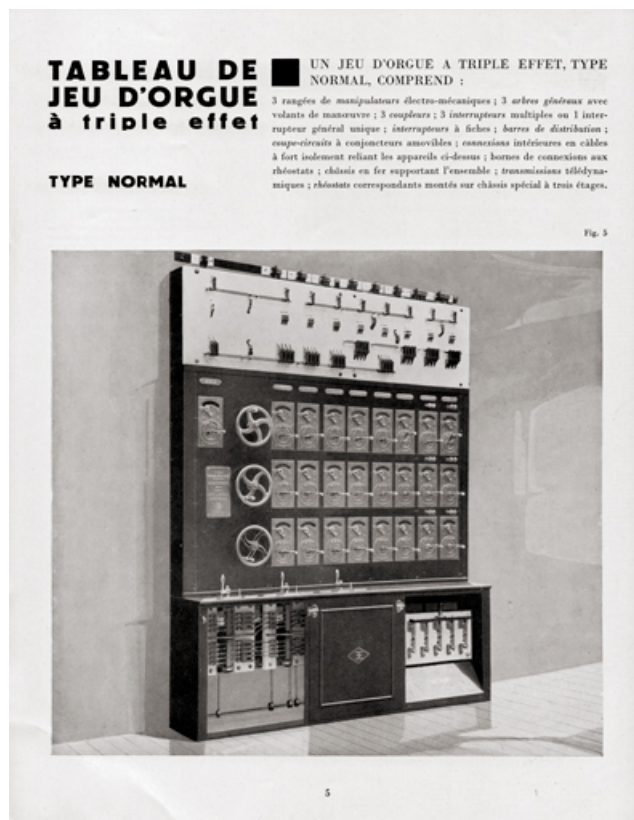 TABLEAU DE
JEU D'ORGUE
à triple effet
TYPE NORMAL
UN JEU D'ORGUE A TRIPLE EFFET, TYPE
NORMAL, COMPREND :
3 rangées de manipulateurs électro-mécaniques ; 3 arbres généraux avec
volants de manœuvre ; 3 coupleurs ; 3 interrupteurs multiples ou 1 inter-
rupteur général unique ; interrupteurs à fiches ; barres de distribution ;
coupe-circuits à conjoncteurs amovibles ; connexions intérieures en câbles
à fort isolement reliant les appareils ci-dessus ; bornes de connexions aux
rhéostats ; châssis en fer supportant l'ensemble ; transmissions télédyna-
miques ; rhéostats correspondants montés sur châssis spécial à trois étages.
Fig. 5
5